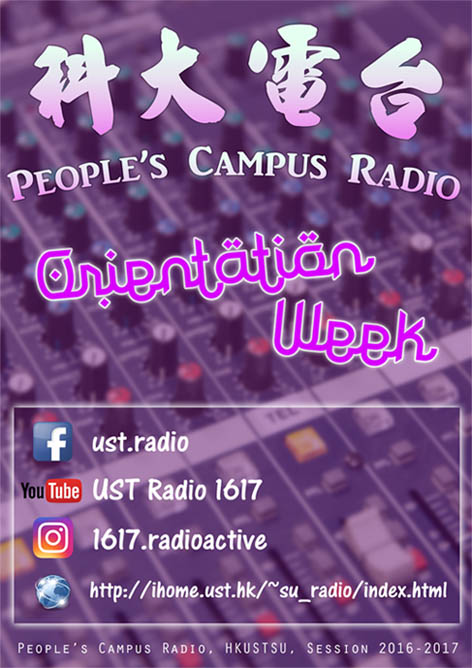 科大電台
People's Campus Radio
Orientation
Week
f ust.radio
YouTube UST Radio 1617
1617.radioactive
http://ihome.ust.hk/~su_radio/index.html
People's Campus Radio, HKUSTSU, Session 2016-2017